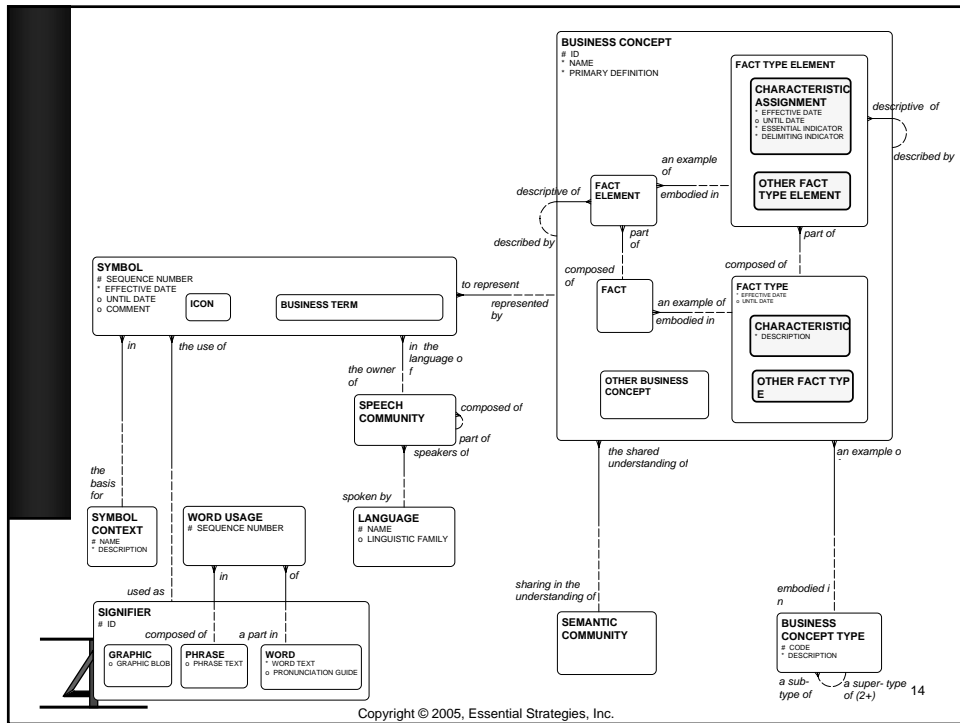 BUSINESS CONCEPT
# ID
* NAME
* PRIMARY DEFINITION
FACT TYPE ELEMENT
CHARACTERISTIC
ASSIGNMENT
* EFFECTIVE DATE
o UNTIL DATE
* ESSENTIAL INDICATOR
* DELIMITING INDICATOR
descriptive of
described by
OTHER FACT
TYPE ELEMENT
an example
of
embodied in
FACT
ELEMENT
descriptive of
described by
part
of
part of
composed
of
composed of
FACT
an example of
embodied in
FACT TYPE
* EFFECTIVE DATE
o UNTIL DATE
CHARACTERISTIC
* DESCRIPTION
OTHER FACT TYP
E
OTHER BUSINESS
CONCEPT
SYMBOL
# SEQUENCE NUMBER
* EFFECTIVE DATE
o UNTIL DATE
o COMMENT
ICON
BUSINESS TERM
to represent
represented
by
in
the use of
in the
language o
f
the owner
of
SPEECH
COMMUNITY
composed of
part of
speakers of
spoken by
LANGUAGE
# NAME
o LINGUISTIC FAMILY
the
basis
for
SYMBOL
CONTEXT
# NAME
* DESCRIPTION
WORD USAGE
# SEQUENCE NUMBER
in
of
used as
SIGNIFIER
# ID
composed of
a part in
GRAPHIC
o GRAPHIC BLOB
PHRASE
o PHRASE TEXT
WORD
* WORD TEXT
o PRONUNCIATION GUIDE
the shared
understanding of
sharing in the
understanding of
SEMANTIC
COMMUNITY
an example o
embodied i
n
BUSINESS
CONCEPT TYPE
# CODE
* DESCRIPTION
a sub-
type of
a super- type
of (2+)
14
Copyright © 2005, Essential Strategies, Inc.